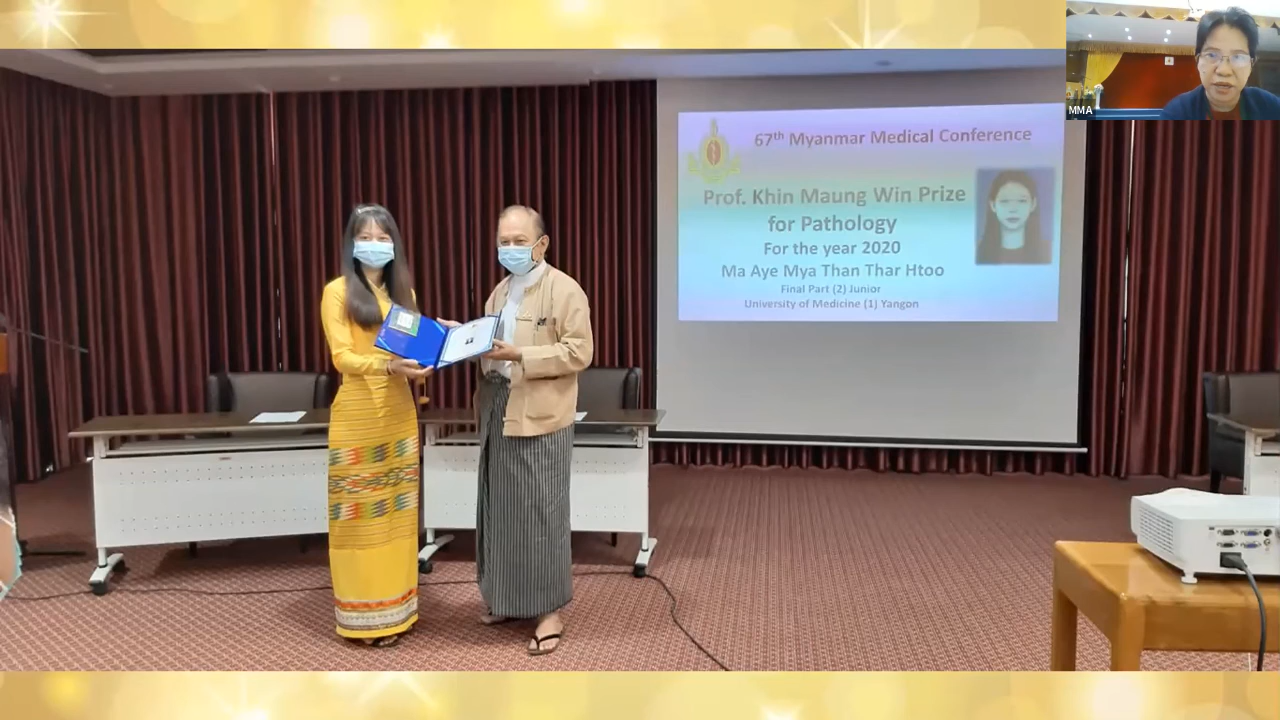 MMA
67th Myanmar Medical Conference
Prof. Khin Maung Win Prize
for Pathology
For the year 2020
Ma Aye Mya Than Thar Htoo
Final Part (2) Junior
University of Medicine (1) Yangon